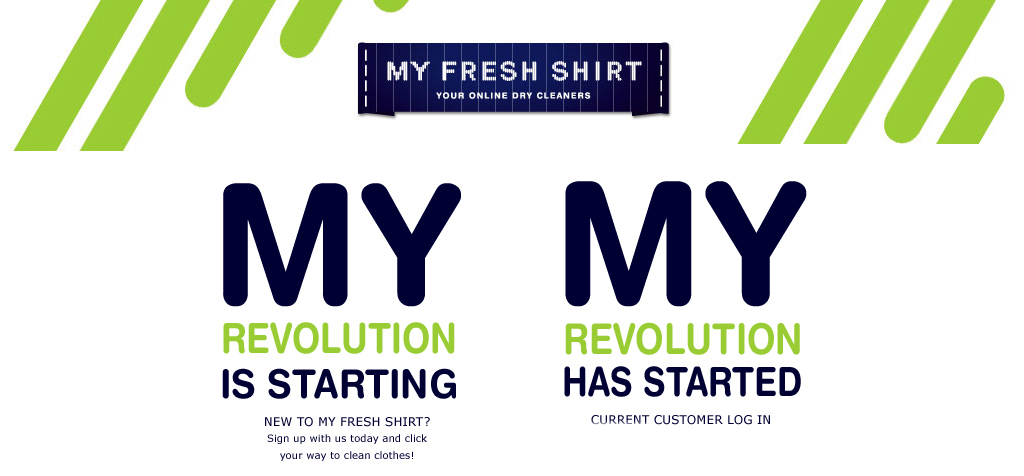 MY FRESH SHIRT
YOUR ONLINE DRY CLEANERS
MY
REVOLUTION
IS STARTING
NEW TO MY FRESH SHIRT?
Sign up with us today and click
your way to clean clothes!
MY
REVOLUTION
HAS STARTED
CURRENT CUSTOMER LOG IN